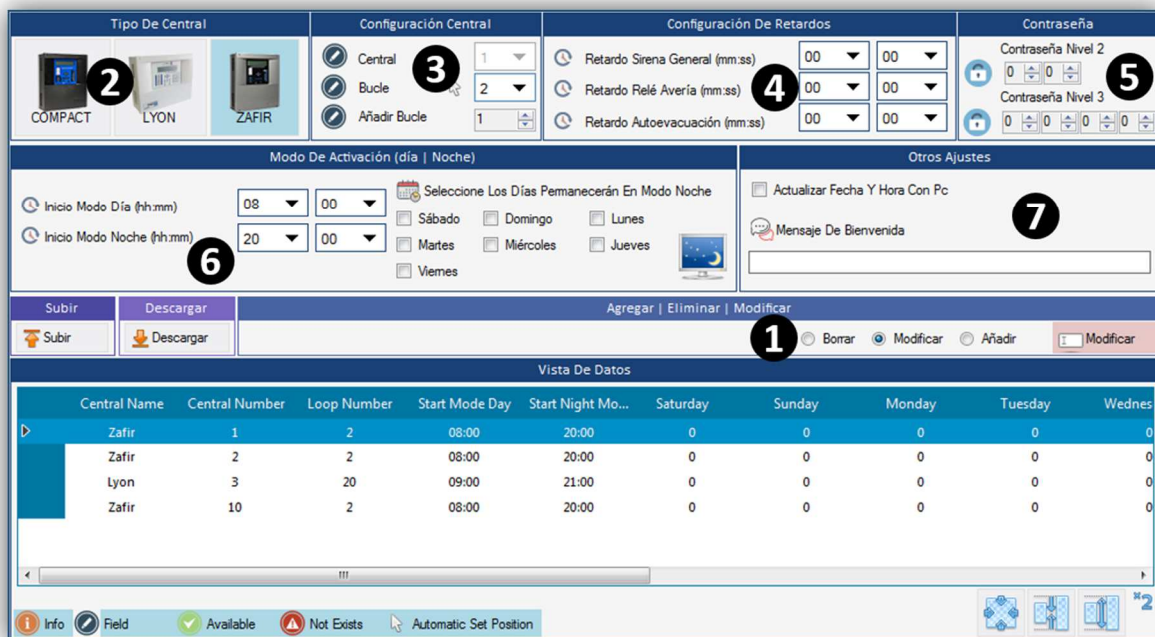 Tipo De Central
Configuración Central
Configuración De Retardos
Contraseña
COMPACT
LYON
ZAFIR
2
Central 1
Bucle 2
Añadir Bucle 1
3
Retardo Sirena General (mm:ss) 00 00
Retardo Relé Avería (mm:ss) 00 00
Retardo Autoevacuación (mm:ss) 00 00
4
Contraseña Nivel 2
0 0
Contraseña Nivel 3
0 0 0 0
5
Modo De Activación (día | Noche)
Otros Ajustes
Inicio Modo Día (hh:mm) 08 00
Inicio Modo Noche (hh:mm) 20 00
6
Seleccione Los Días Permanecerán En Modo Noche
Sábado Domingo Lunes
Martes Miércoles Jueves
Viernes
Actualizar Fecha Y Hora Con Pc
Mensaje De Bienvenida
7
Subir Descargar Agregar | Eliminar | Modificar
Subir Descargar 1 Borrar Modificar Añadir Modificar
Vista De Datos
Central Name Central Number Loop Number Start Mode Day Start Night Mo... Saturday Sunday Monday Tuesday Wednes
Zafir 1 2 08:00 20:00 0 0 0 0 0
Zafir 2 2 08:00 20:00 0 0 0 0 0
Lyon 3 20 09:00 21:00 0 0 0 0 0
Zafir 10 2 08:00 20:00 0 0 0 0 0
Info Field Available Not Exists Automatic Set Position
x2